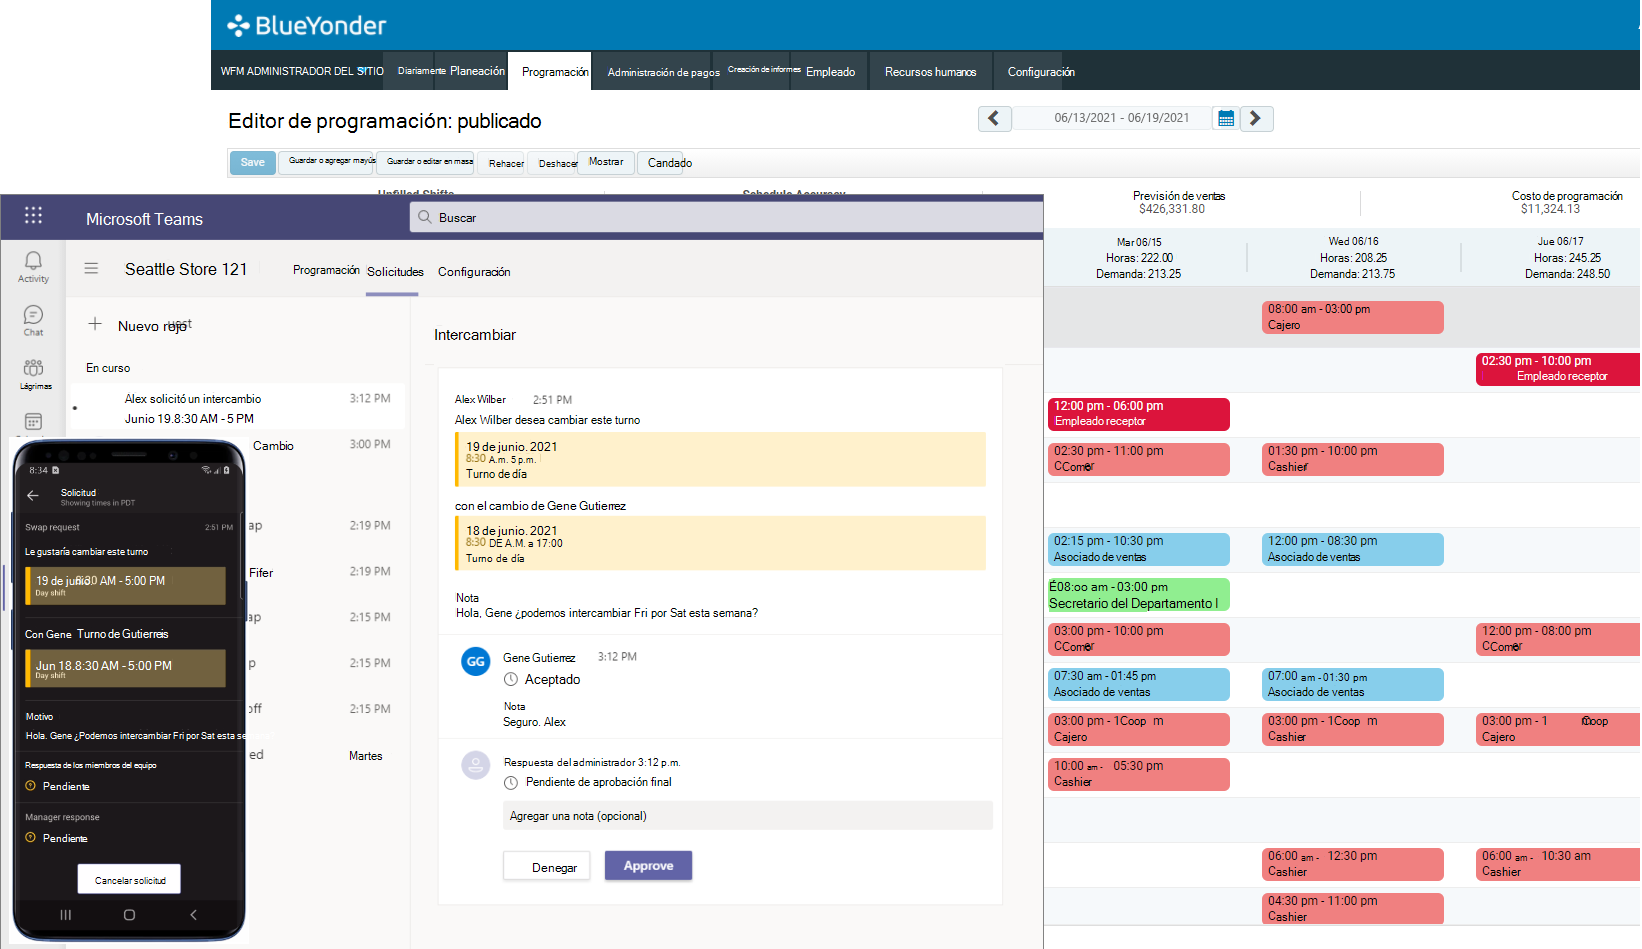 BlueYonder
WFM ADMINISTRADOR DEL SITIO
Diariamente
Planeación
Programación
Administración de pagos
Creación de informes
Empleado
Recursos humanos
Configuración
Editor de programación: publicado
06/13/2021 - 06/19/2021
Save
Guardar o agregar mayús
Guardar o editar en masa
Rehacer
Deshacer
Mostrar
Candado
Unfilled Shifts
Schedule Accuracy
Previsión de ventas
$426,331.80
Costo de programación
$11,324.13
Mar 06/15
Horas: 222.00
Demanda: 213.25
Wed 06/16
Horas: 208.25
Demanda: 213.75
Jue 06/17
Horas: 245.25
Demanda: 248.50
08:00 am - 03:00 pm
Cajero
02:30 pm - 10:00 pm
Empleado receptor
12:00 pm - 06:00 pm
Empleado receptor
02:30 pm - 11:00 pm
01:30 pm - 10:00 pm
Cashier
02:15 pm - 10:30 pm
Asociado de ventas
12:00 pm - 08:30 pm
Asociado de ventas
É08:oo am - 03:00 pm
Secretario del Departamento I
03:00 pm - 10:00 pm
12:00 pm - 08:00 pm
07:30 am - 01:45 pm
Asociado de ventas
07:00 am - 01:30 pm
Asociado de ventas
03:00 pm - 1Coop m
Cajero
03:00 pm - 1Coop m
Cashier
03:00 pm - 1
Cajero
10:00 am - 05:30 pm
Cashier
06:00 am - 12:30 pm
Cashier
06:00 am - 10:30 am
Cashier
04:30 pm - 11:00 pm
Cashier
Microsoft Teams
Buscar
Activity
Chat
Lágrimas
Seattle Store 121
Programación
Solicitudes
Configuración
Nuevo rojo
En curso
Alex solicitó un intercambio
3:12 PM
Junio 19.8:30 AM - 5 PM
Cambio
3:00 PM
ap
2:19 PM
Fifer
2:19 PM
ap
2:15 PM
p
2:15 PM
off
2:15 PM
ed
Martes
Intercambiar
Alex Wilber
2:51 PM
Alex Wilber desea cambiar este turno
19 de junio. 2021
8:30 A.m. 5 p.m.
Turno de día
con el cambio de Gene Gutierrez
18 de junio. 2021
8:30 DE A.M. a 17:00
Turno de día
Nota
Hola, Gene ¿podemos intercambiar Fri por Sat esta semana?
GG
Gene Gutierrez
3:12 PM
Aceptado
Nota
Seguro. Alex
Respuesta del administrador 3:12 p.m.
Pendiente de aprobación final
Agregar una nota (opcional)
Denegar
Approve
8:34
Solicitud
Showing times in PDT
Swap request
2:51 PM
Le gustaría cambiar este turno
19 de junio 8:30 AM - 5:00 PM
Day shift
Con Gene Turno de Gutierreis
Jun 18.8:30 AM - 5:00 PM
Day shift
Motivo
Hola. Gene ¿Podemos intercambiar Fri por Sat esta se
Respuesta de los miembros del equipo
Pendiente
Manager response
Pendiente
Cancelar solicitud